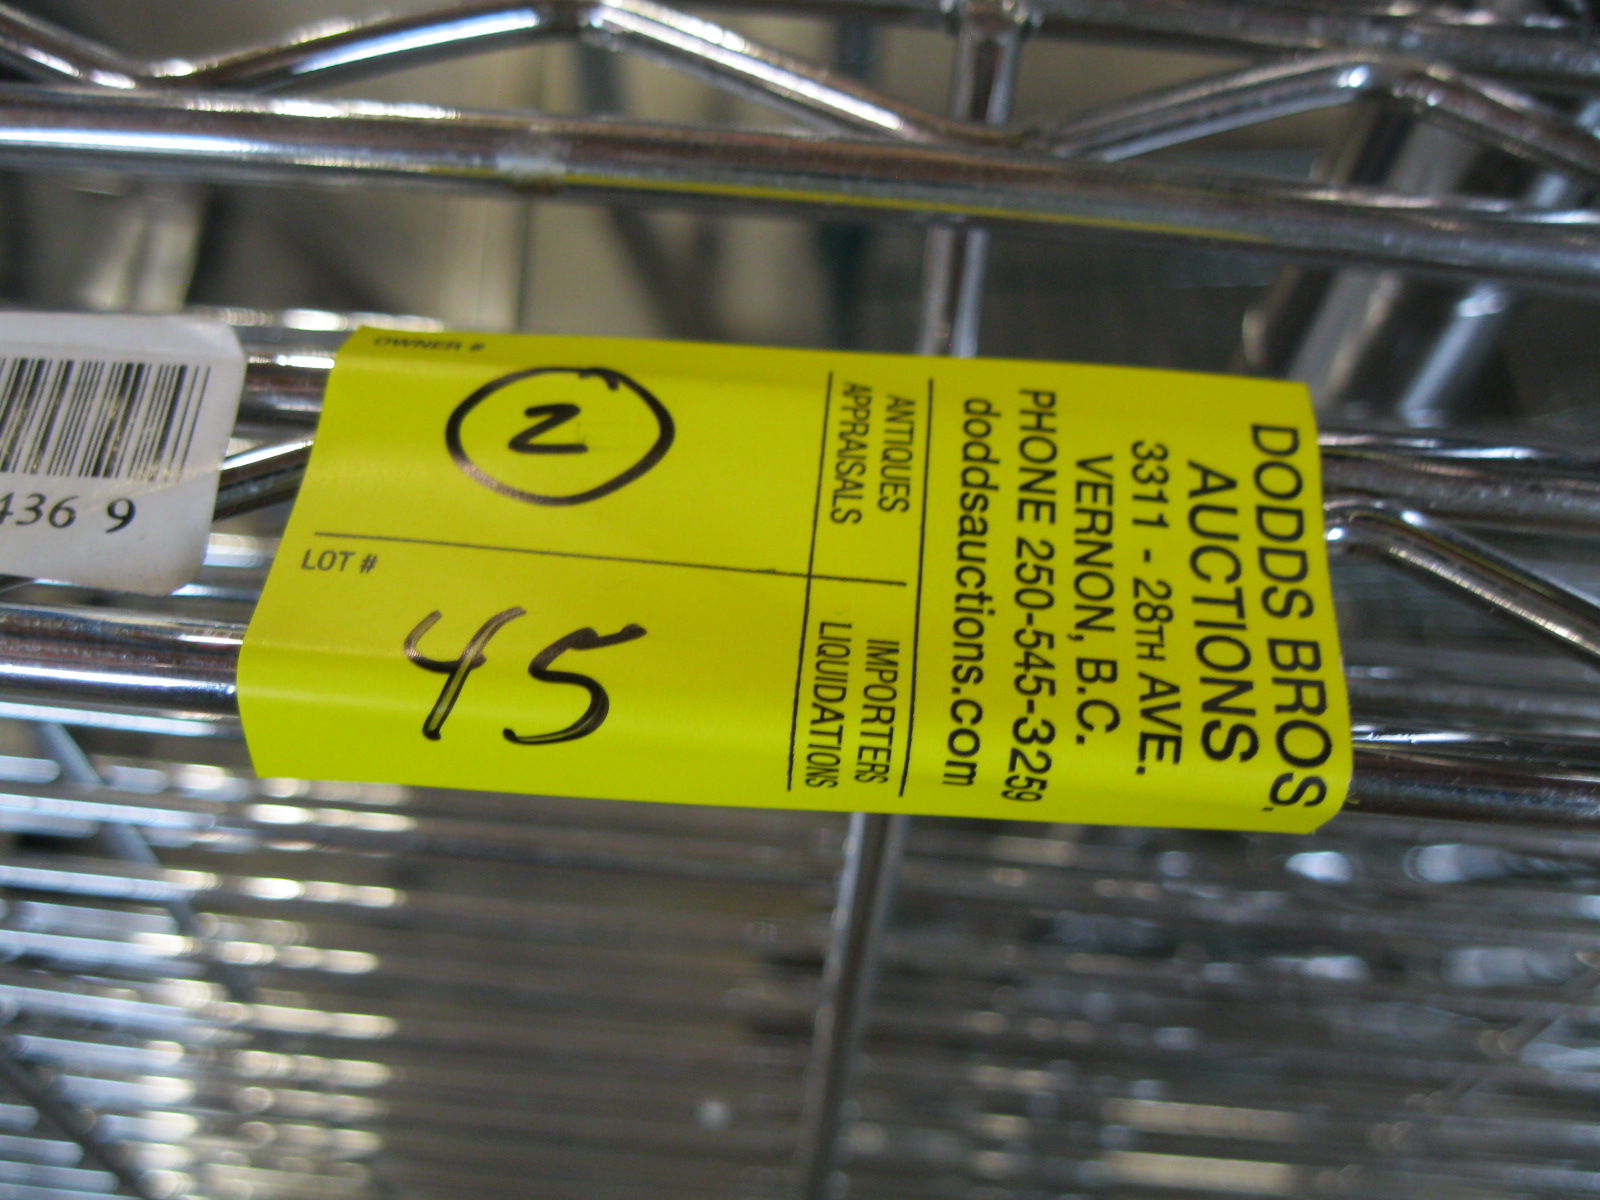 DODDS BROS.
AUCTIONS
3311 - 28TH AVE.
VERNON, B.C.
PHONE 250-545-3259
doddsauctions.com
ANTIQUES
APPRAISALS
IMPORTERS
LIQUIDATIONS
OWNER #
N
LOT #
45
436 9